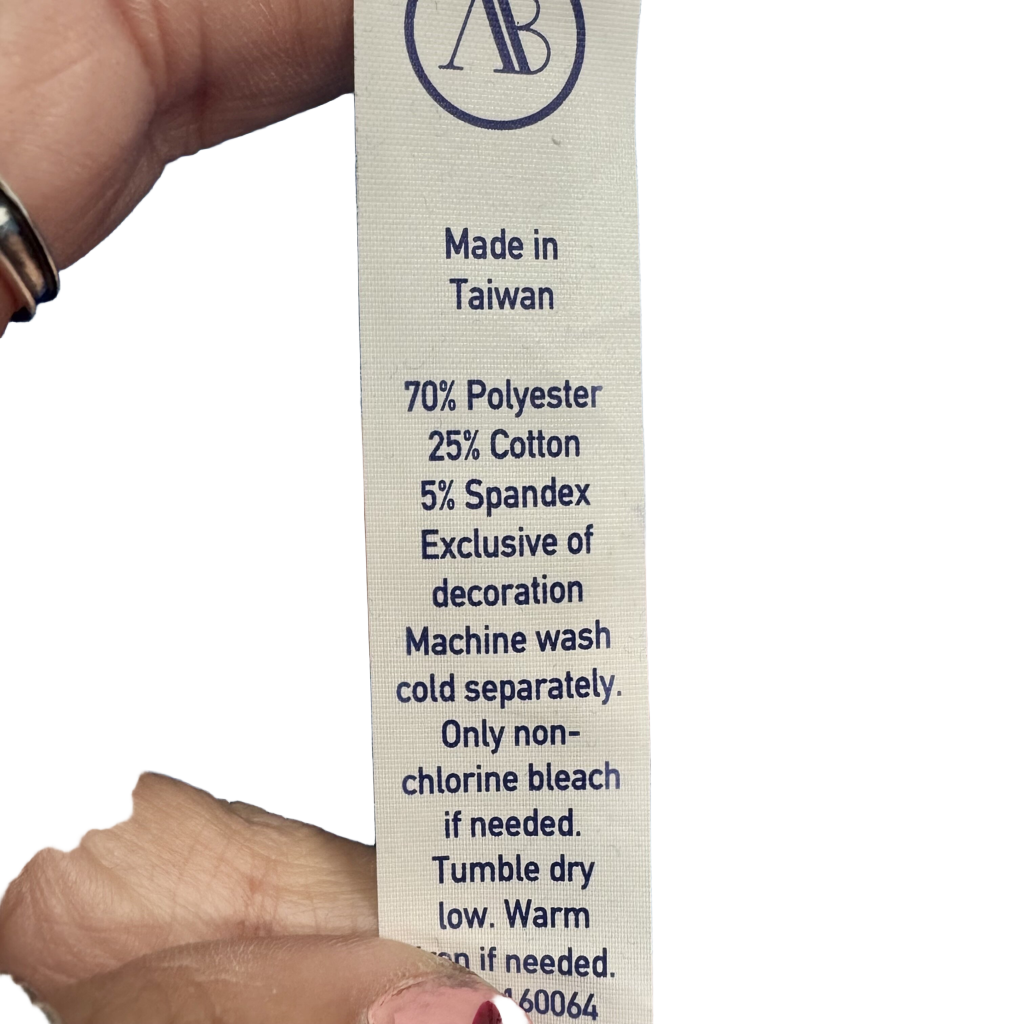 AB
Made in
Taiwan
70% Polyester
25% Cotton
5% Spandex
Exclusive of
decoration
Machine wash
cold separately.
Only non-
chlorine bleach
if needed.
Tumble dry
low. Warm
if needed.
160064